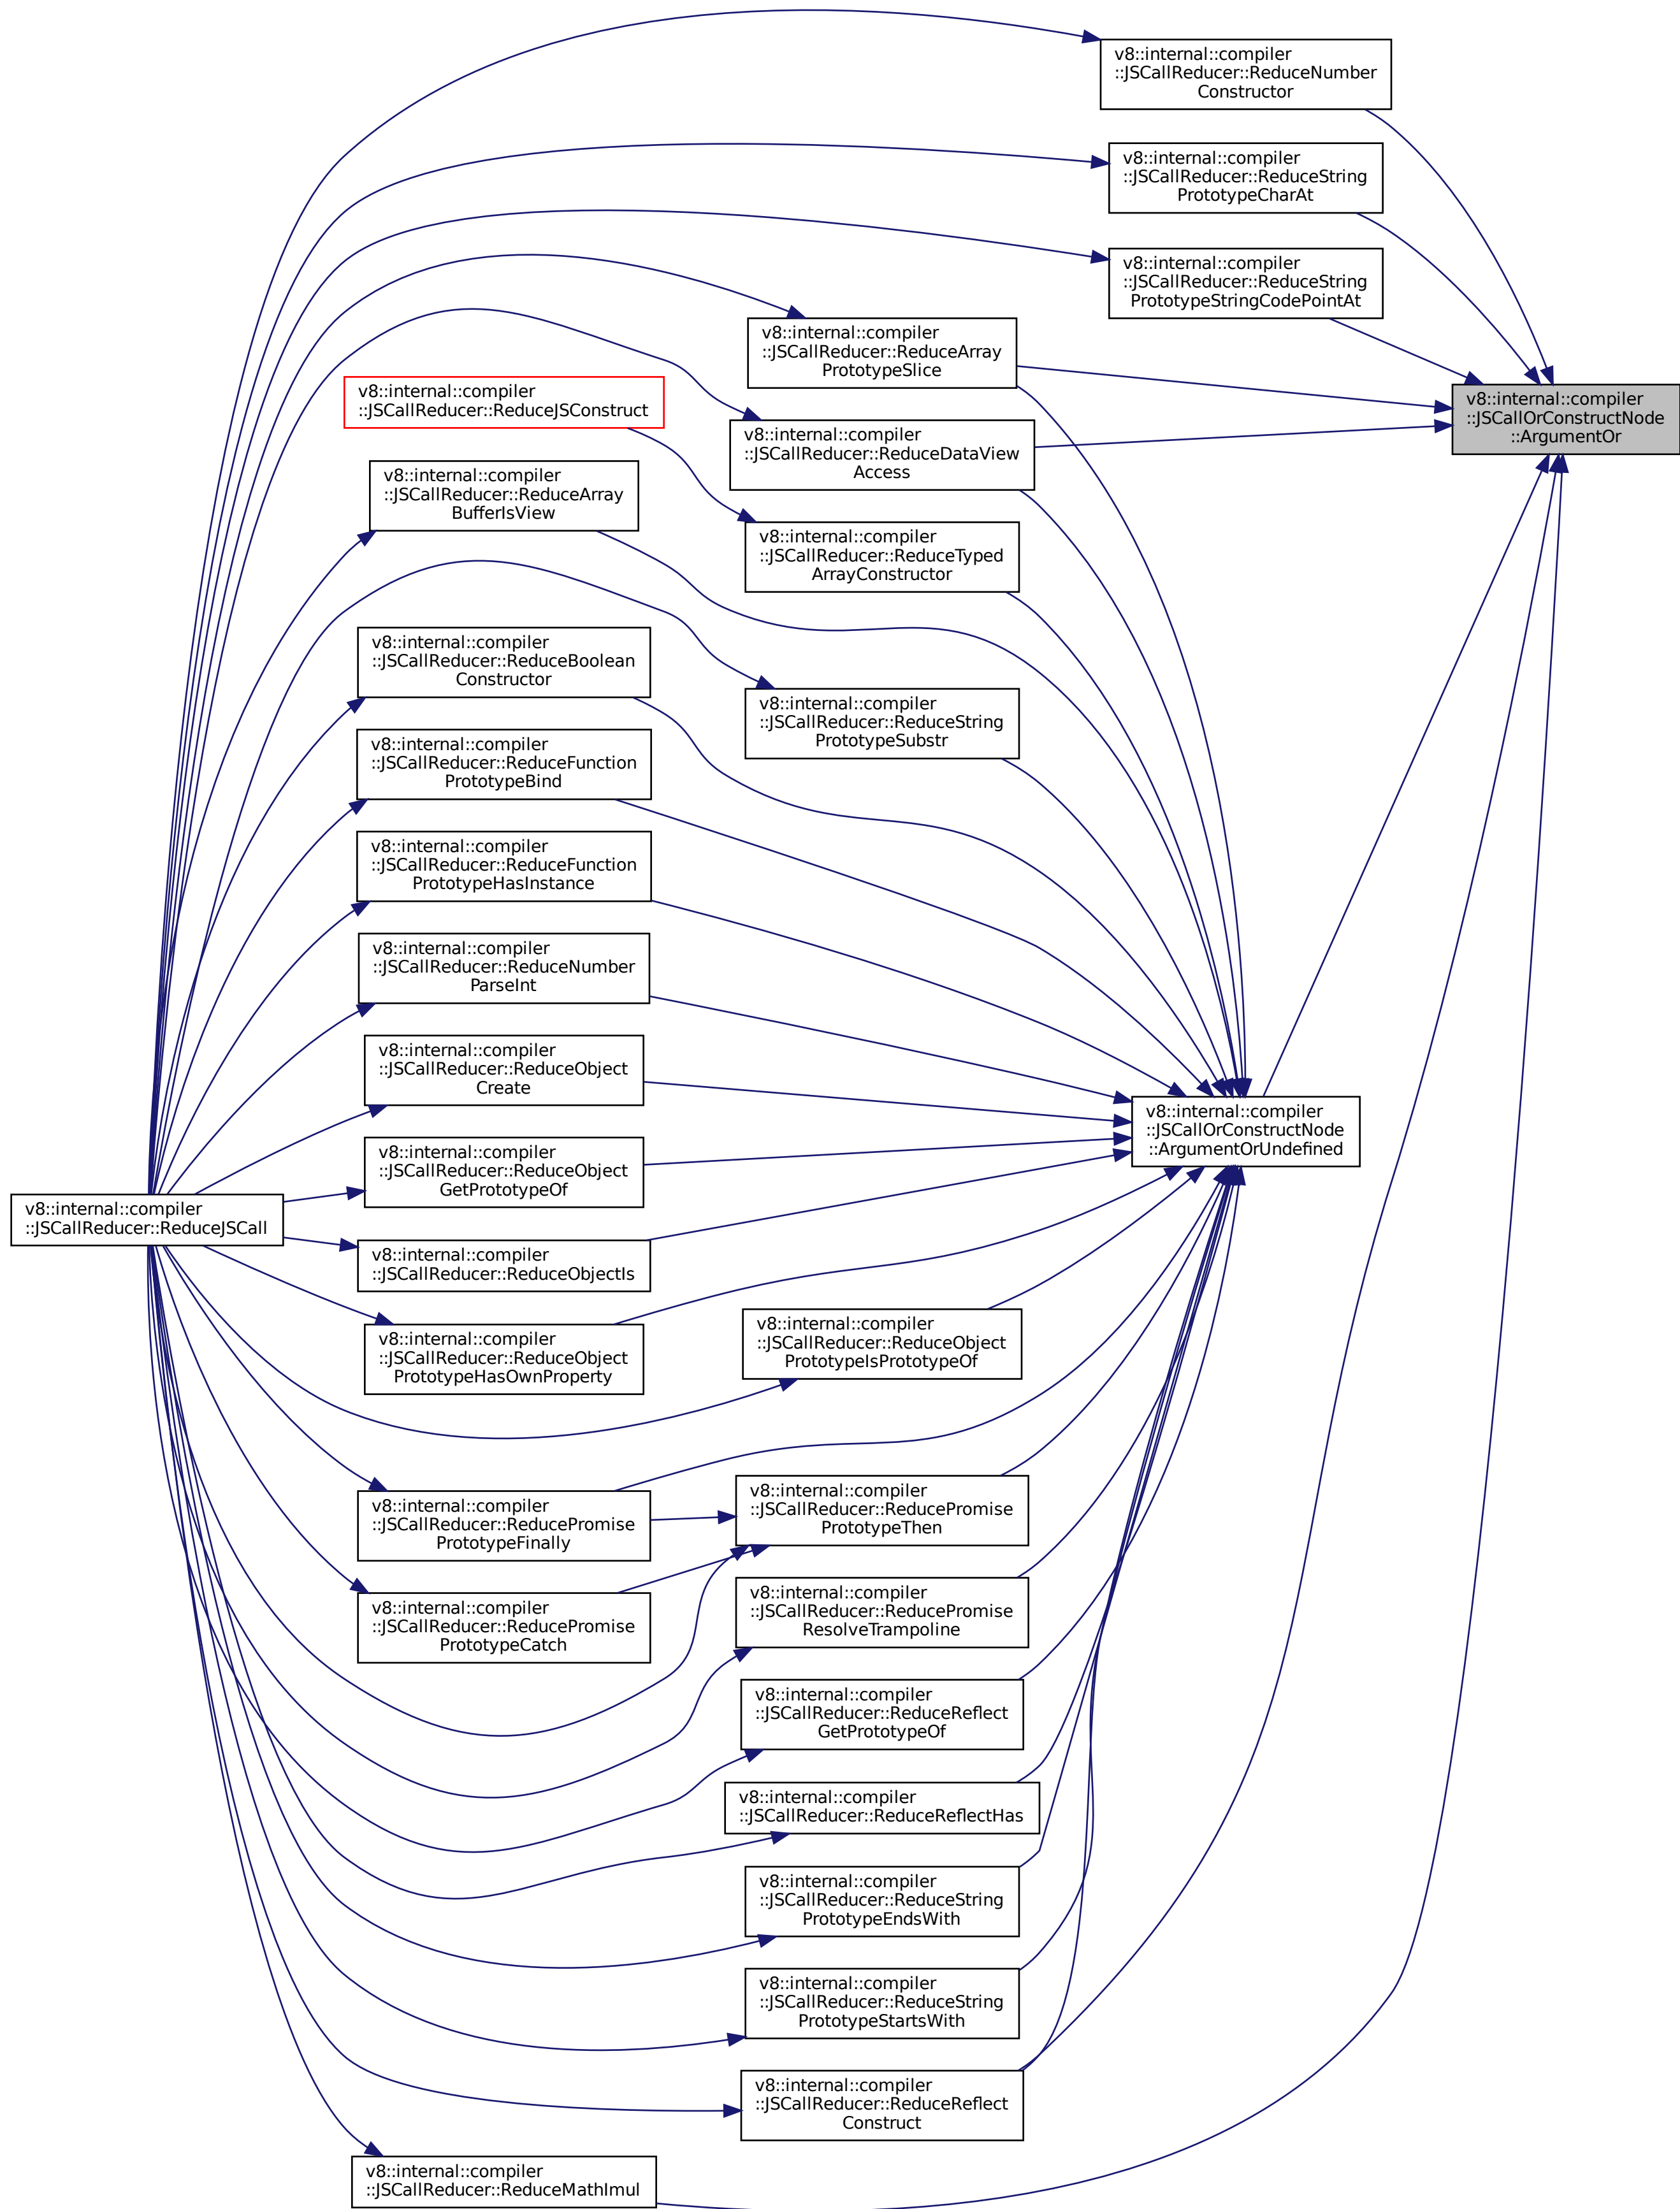 v8::internal::compiler
::JSCallReducer::ReduceNumber
Constructor
v8::internal::compiler
::JSCallReducer::ReduceString
PrototypeCharAt
v8::internal::compiler
::JSCallReducer::ReduceString
PrototypeStringCodePointAt
v8::internal::compiler
::JSCallReducer::ReduceArray
PrototypeSlice
v8::internal::compiler
::JSCallReducer::ReduceJSConstruct
v8::internal::compiler
::JSCallOrConstructNode
::ArgumentOr
v8::internal::compiler
::JSCallReducer::ReduceDataView
Access
v8::internal::compiler
::JSCallReducer::ReduceArray
BufferIsView
v8::internal::compiler
::JSCallReducer::ReduceTyped
ArrayConstructor
v8::internal::compiler
::JSCallReducer::ReduceBoolean
Constructor
v8::internal::compiler
::JSCallReducer::ReduceString
PrototypeSubstr
v8::internal::compiler
::JSCallReducer::ReduceFunction
PrototypeBind
v8::internal::compiler
::JSCallReducer::ReduceFunction
PrototypeHasInstance
v8::internal::compiler
::JSCallReducer::ReduceNumber
ParseInt
v8::internal::compiler
::JSCallReducer::ReduceObject
Create
v8::internal::compiler
::JSCallOrConstructNode
::ArgumentOrUndefined
v8::internal::compiler
::JSCallReducer::ReduceObject
GetPrototypeOf
v8::internal::compiler
::JSCallReducer::ReduceJSCall
v8::internal::compiler
::JSCallReducer::ReduceObjectIs
v8::internal::compiler
::JSCallReducer::ReduceObject
PrototypeIsPrototypeOf
v8::internal::compiler
::JSCallReducer::ReduceObject
PrototypeHasOwnProperty
v8::internal::compiler
::JSCallReducer::ReducePromise
PrototypeThen
v8::internal::compiler
::JSCallReducer::ReducePromise
PrototypeFinally
v8::internal::compiler
::JSCallReducer::ReducePromise
ResolveTrampoline
v8::internal::compiler
::JSCallReducer::ReducePromise
PrototypeCatch
v8::internal::compiler
::JSCallReducer::ReduceReflect
GetPrototypeOf
v8::internal::compiler
::JSCallReducer::ReduceReflectHas
v8::internal::compiler
::JSCallReducer::ReduceString
PrototypeEndsWith
v8::internal::compiler
::JSCallReducer::ReduceString
PrototypeStartsWith
v8::internal::compiler
::JSCallReducer::ReduceReflect
Construct
v8::internal::compiler
::JSCallReducer::ReduceMathImul